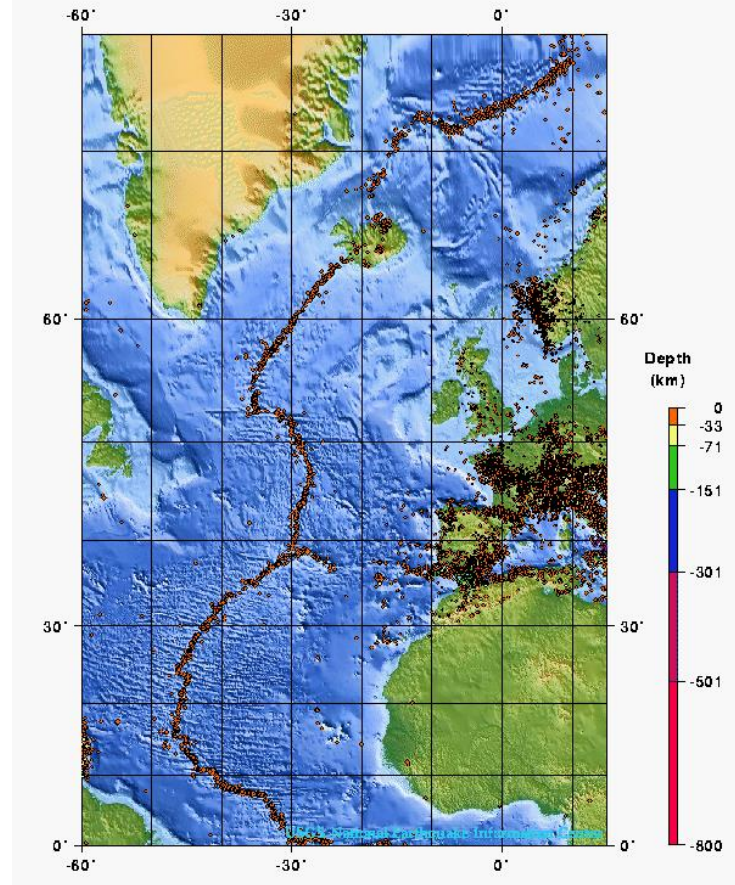 -60˚ -30˚ 0˚
60˚ 60˚
Depth
(km)
0
-33
-71
-151
-301
30˚ 30˚
-501
-800
USGS National Earthquake Information Center
0˚ 0˚
-60˚ -30˚ 0˚